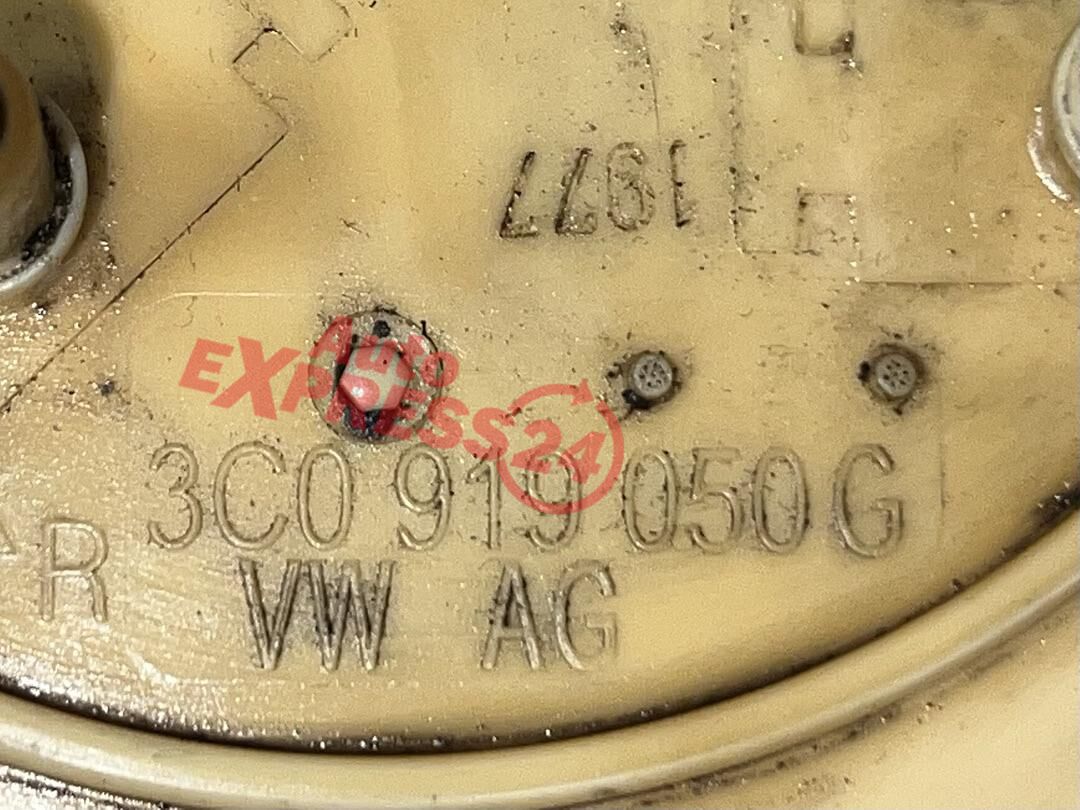 1977
Auto
EXPRESS24
3C0 919 050 G
R
VW AG